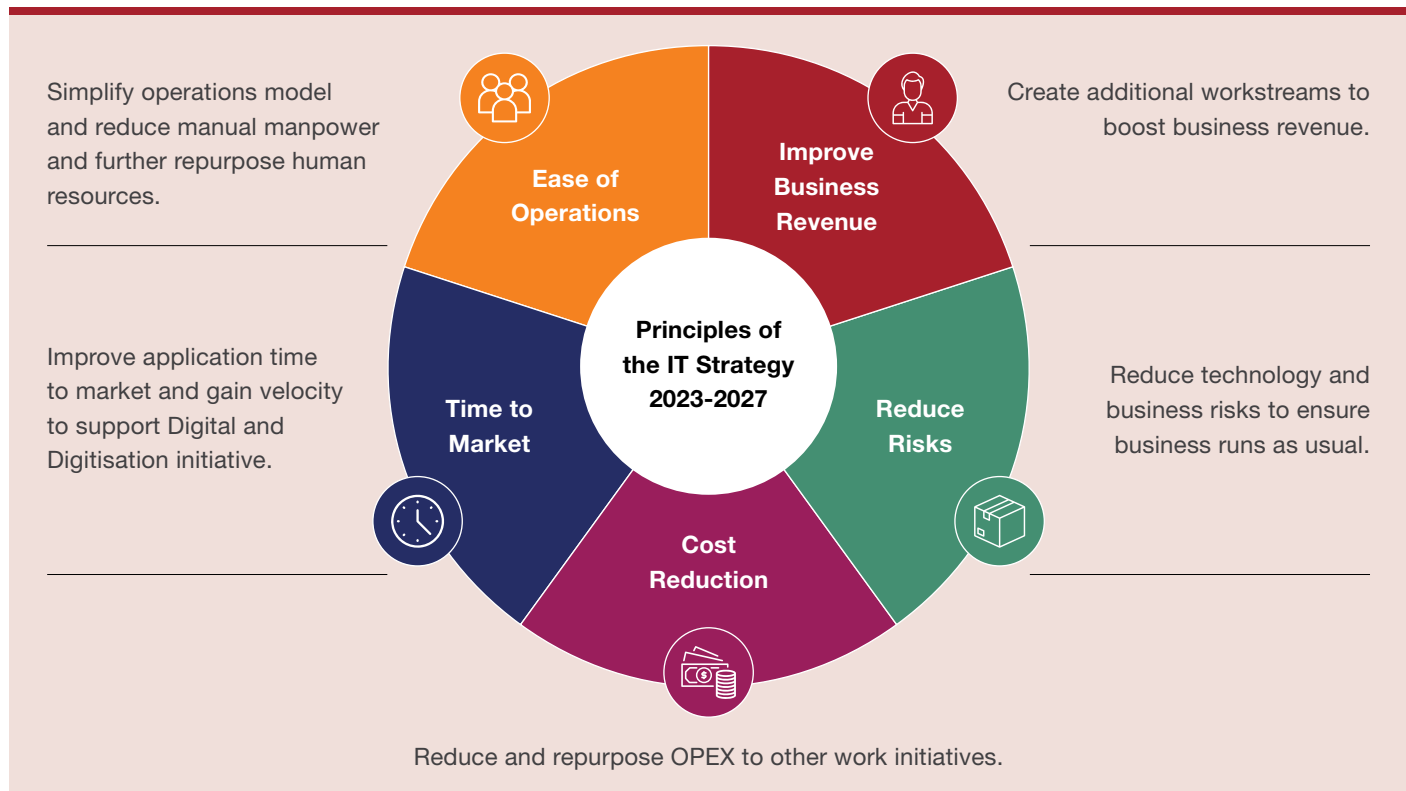 Simplify operations model
and reduce manual manpower
and further repurpose human
resources.
Ease of
Operations
Improve
Business
Revenue
Create additional workstreams to
boost business revenue.
Principles of
the IT Strategy
2023-2027
Improve application time
to market and gain velocity
to support Digital and
Digitisation initiative.
Time to
Market
Reduce
Risks
Reduce technology and
business risks to ensure
business runs as usual.
Cost
Reduction
$
Reduce and repurpose OPEX to other work initiatives.